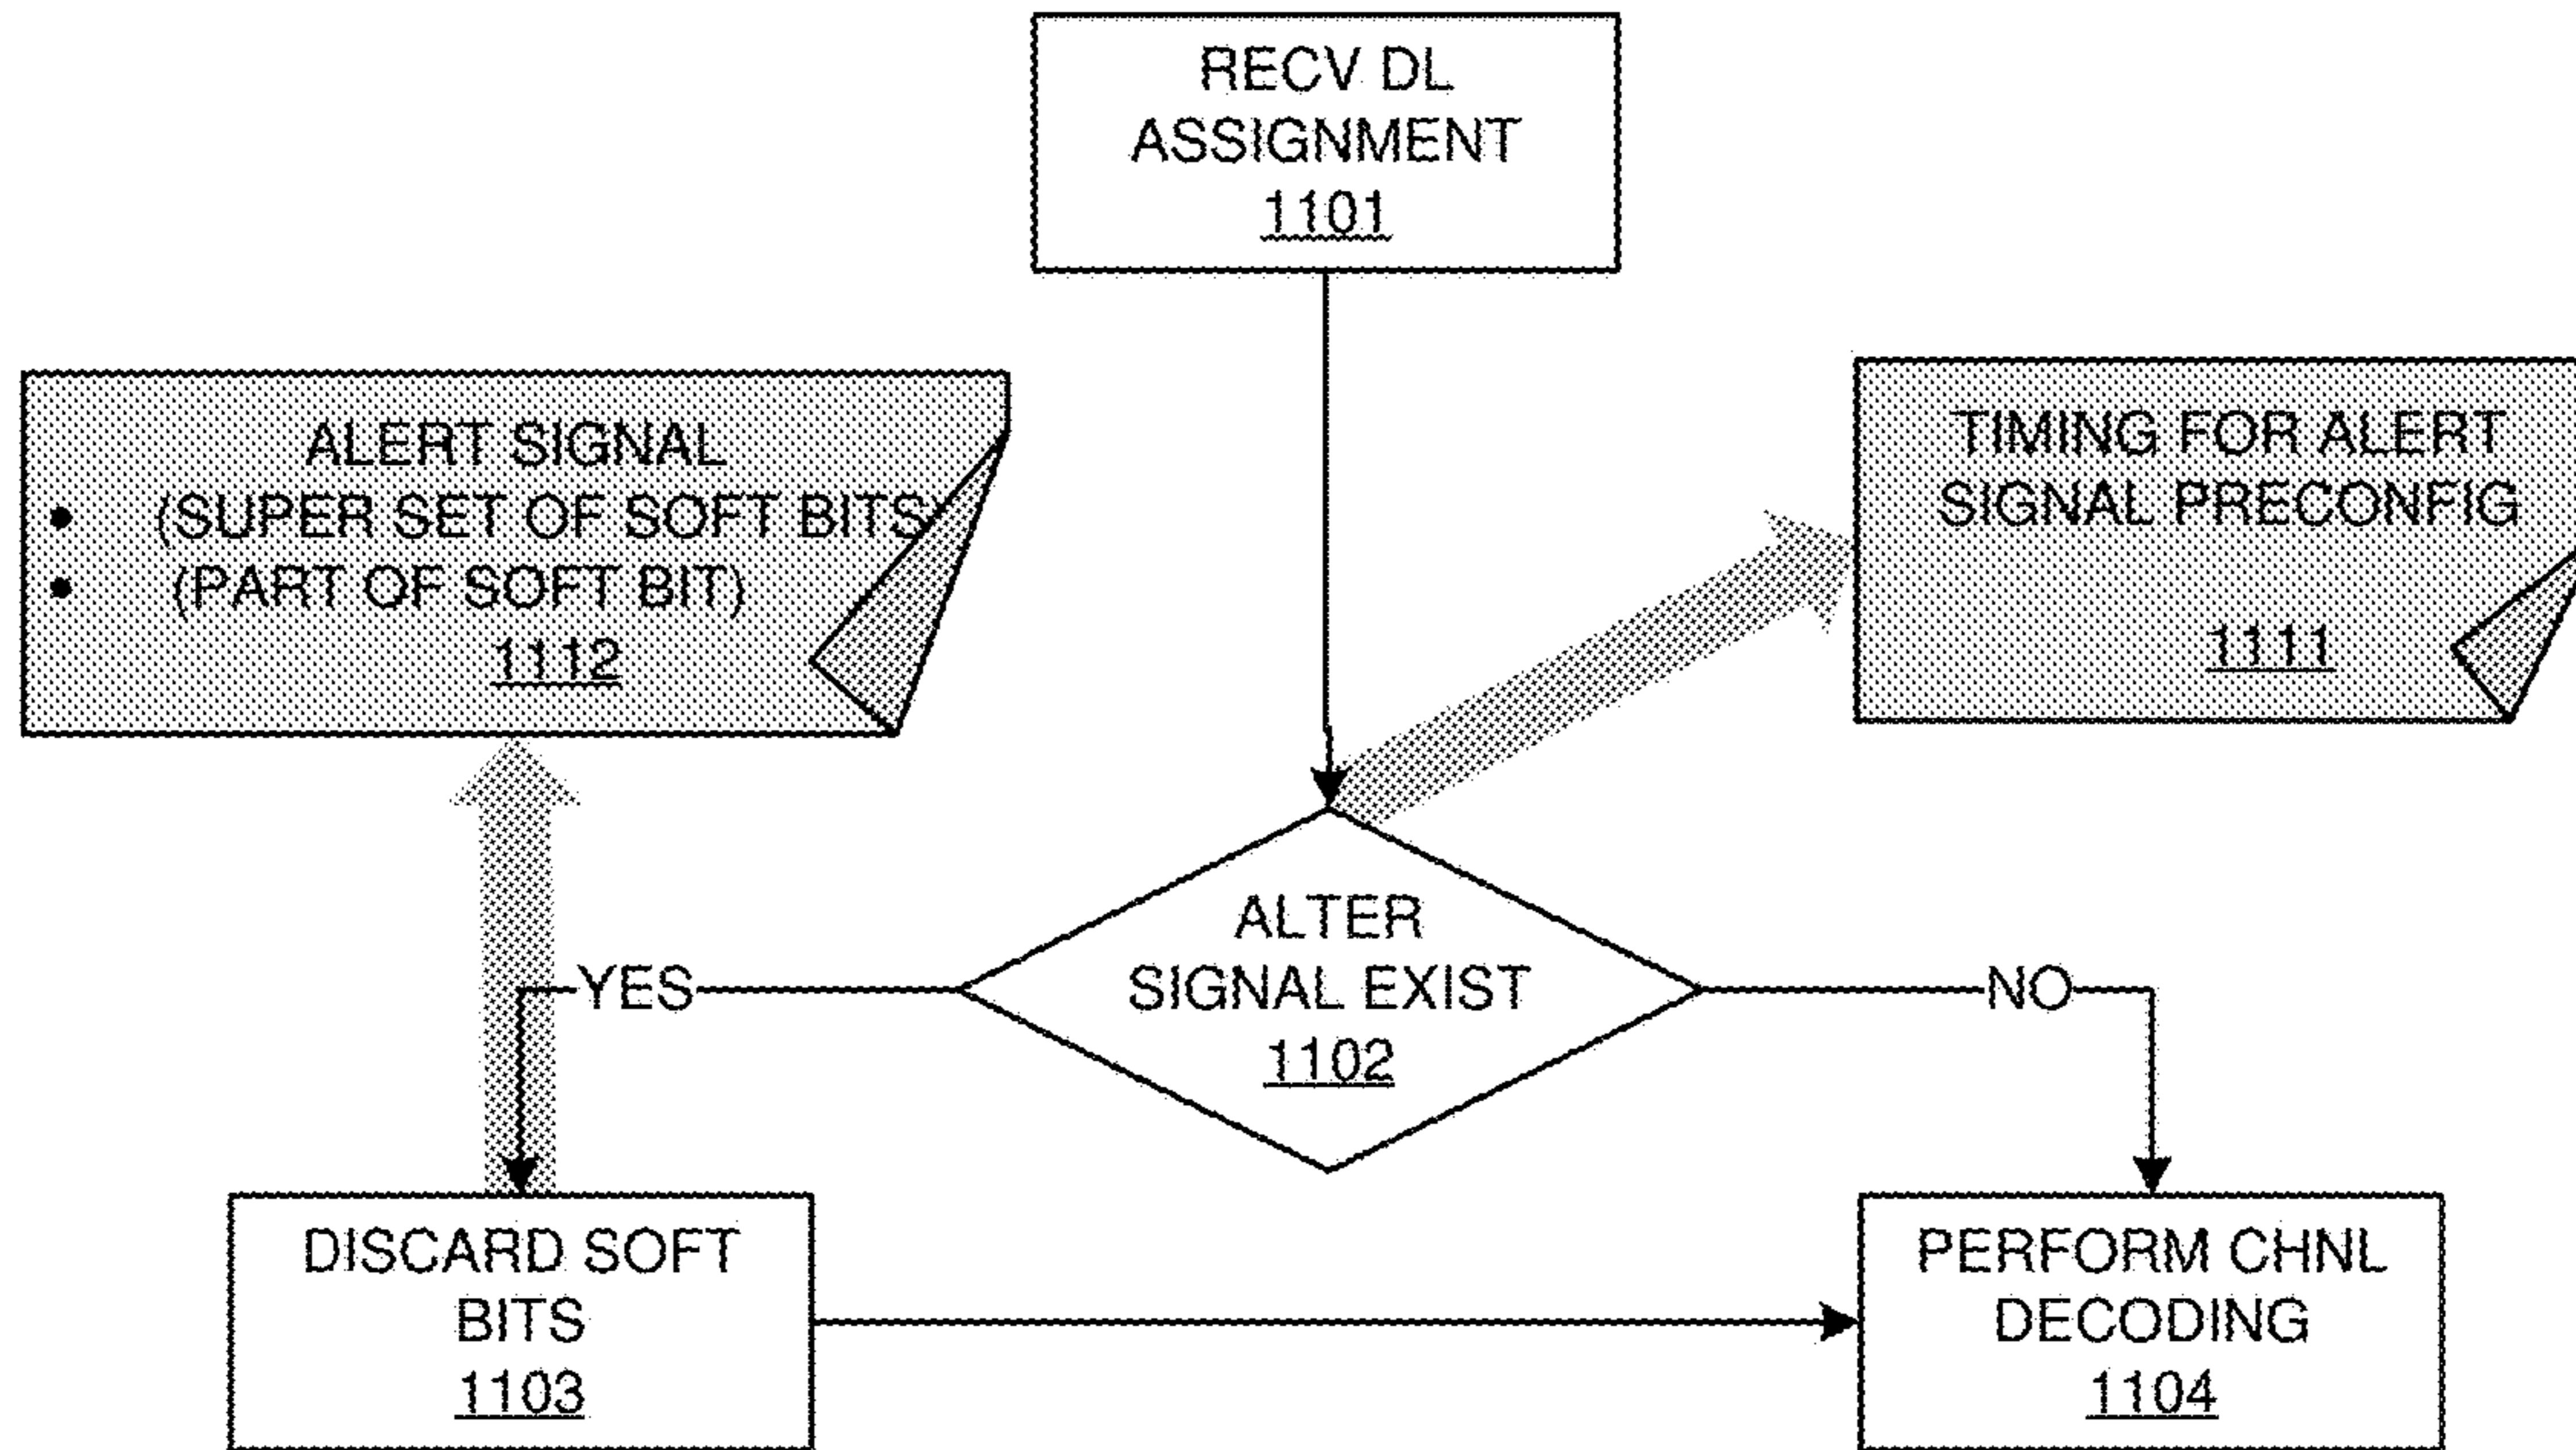 RECV DL
ASSIGNMENT
1101
ALERT SIGNAL
• (SUPER SET OF SOFT BITS)
• (PART OF SOFT BIT)
1112
TIMING FOR ALERT
SIGNAL PRECONFIG
1111
ALTER
SIGNAL EXIST
1102
YES
NO
DISCARD SOFT
BITS
1103
PERFORM CHNL
DECODING
1104